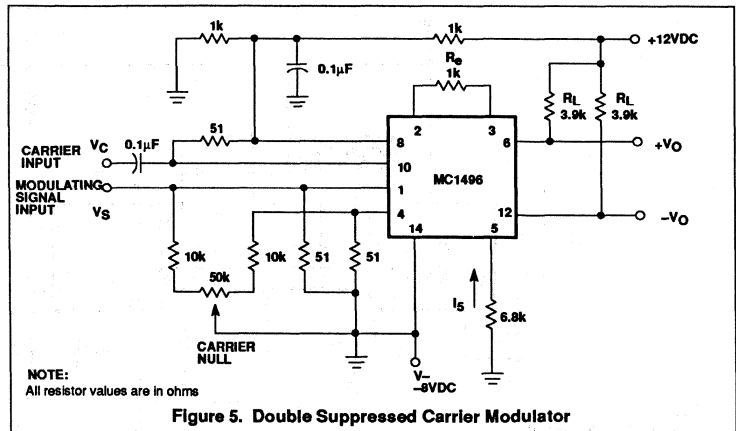 1k
1k
+12VDC
0.1μF
Re
1k
RL
3.9k
RL
3.9k
51
VC
0.1μF
CARRIER
INPUT
2
3
8
6
+VO
10
MC1496
MODULATING
SIGNAL
INPUT
VS
1
4
14
12
5
–VO
10k
10k
51
51
50k
I5
6.8k
CARRIER
NULL
V–
–8VDC
NOTE:
All resistor values are in ohms
Figure 5. Double Suppressed Carrier Modulator